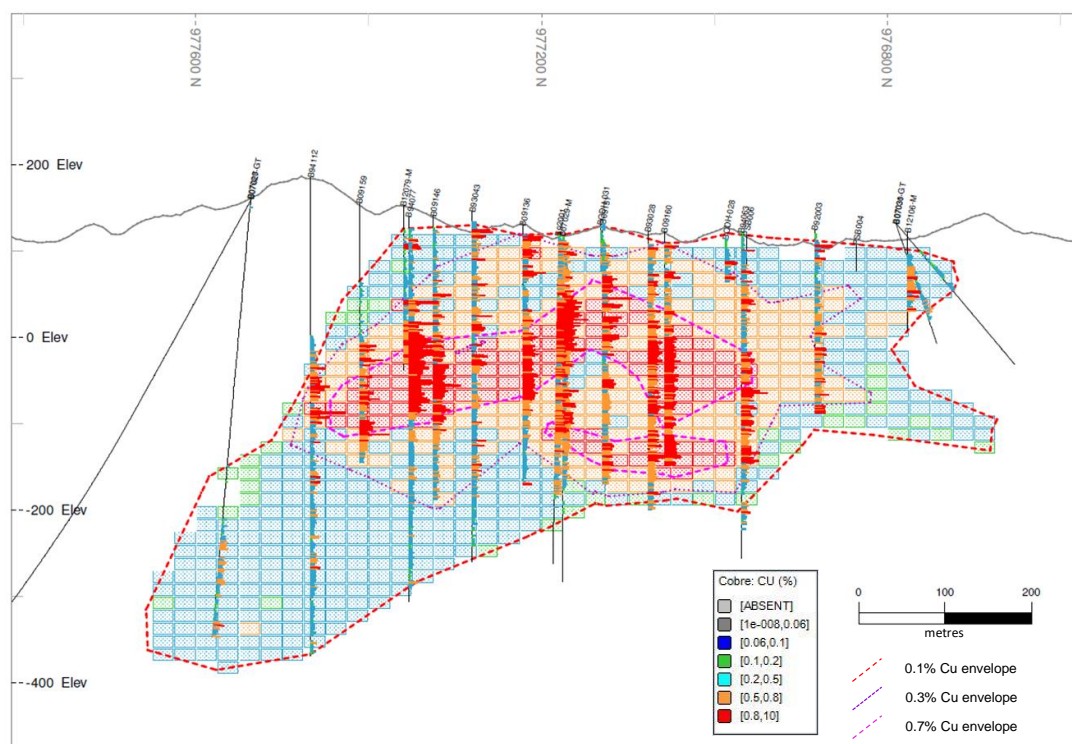 977600 N
977200 N
976800 N
200 Elev
0 Elev
-200 Elev
-400 Elev
B94112
B09159
B12079-M
B94077
B09146
B93043
B09136
B93028
B09160
B92003
SB004
B12106-M
Cobre: CU (%)
[ABSENT]
[1e-008,0.06]
[0.06,0.1]
[0.1,0.2]
[0.2,0.5]
[0.5,0.8]
[0.8,10]
0 100 200
metres
0.1% Cu envelope
0.3% Cu envelope
0.7% Cu envelope